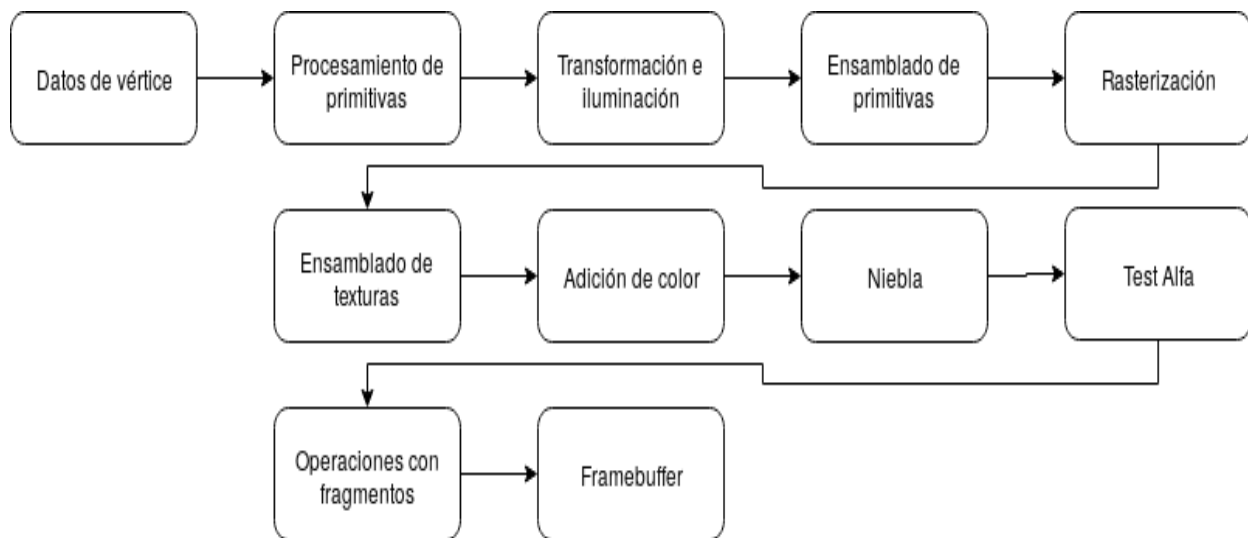 Datos de vértice
Procesamiento de
primitivas
Transformación e
iluminación
Ensamblado de
primitivas
Rasterización
Ensamblado de
texturas
Adición de color
Niebla
Test Alfa
Operaciones con
fragmentos
Framebuffer